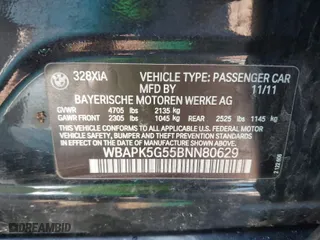 328XIA VEHICLE TYPE: PASSENGER CAR
MFD BY 11/11
BAYERISCHE MOTOREN WERKE AG
GVWR 4705 lbs 2135 kg
GAWR FRONT 2305 lbs 1045 kg REAR 2525 lbs 1145 kg
THIS VEHICLE CONFORMS TO ALL APPLICABLE
FEDERAL MOTOR VEHICLE SAFETY, BUMPER,
AND THEFT PREVENTION STANDARDS IN EFFECT
ON THE DATE OF MANUFACTURE SHOWN ABOVE.
WBAPK5G55BNN80629
AutoBidMaster.com